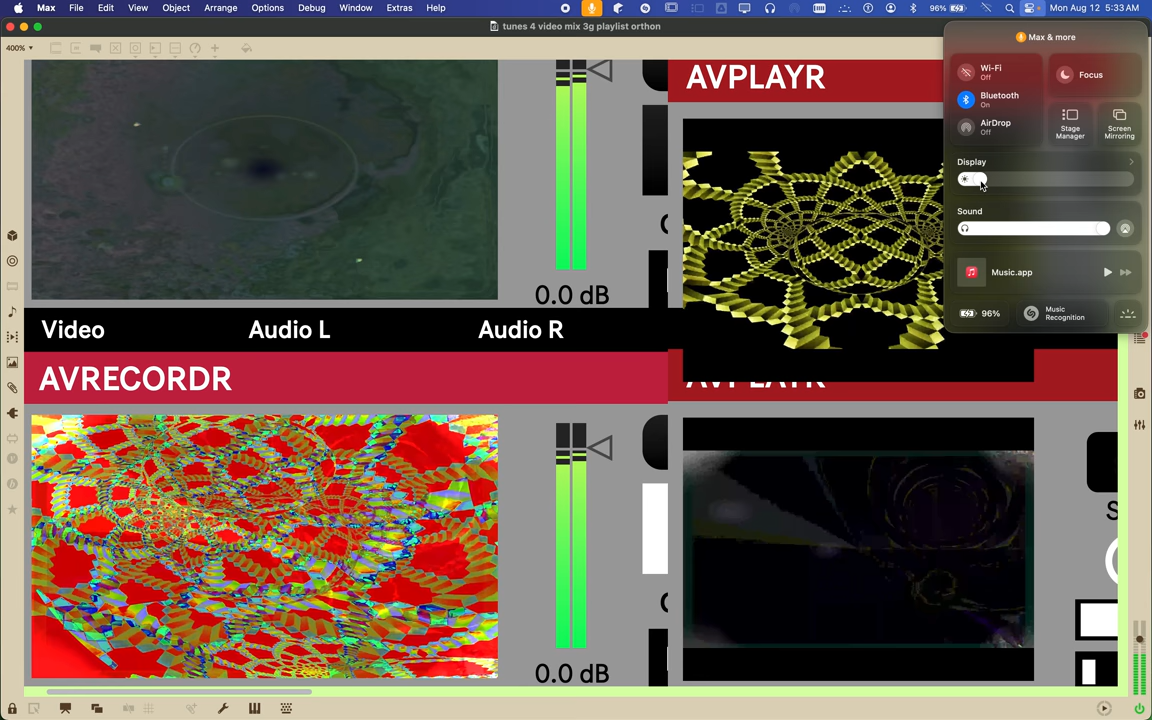 Max File Edit View Object Arrange Options Debug Window Extras Help
96% Mon Aug 12 5:33 AM
tunes 4 video mix 3g playlist orthon
400%
Max & more
Wi-Fi
Off
Focus
Bluetooth
On
AirDrop
Off
Stage
Manager
Screen
Mirroring
Display
Sound
Music.app
96%
Music
Recognition
AVPLAYR
0.0 dB
Video Audio L Audio R
AVRECORDR
AVPLAYR
0.0 dB